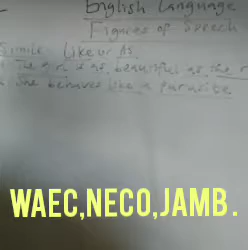 English Language
Figures of Speech
Simile: Like or As
The girl is as beautiful as the
She behaves like a parasite
WAEC,NECO,JAMB.